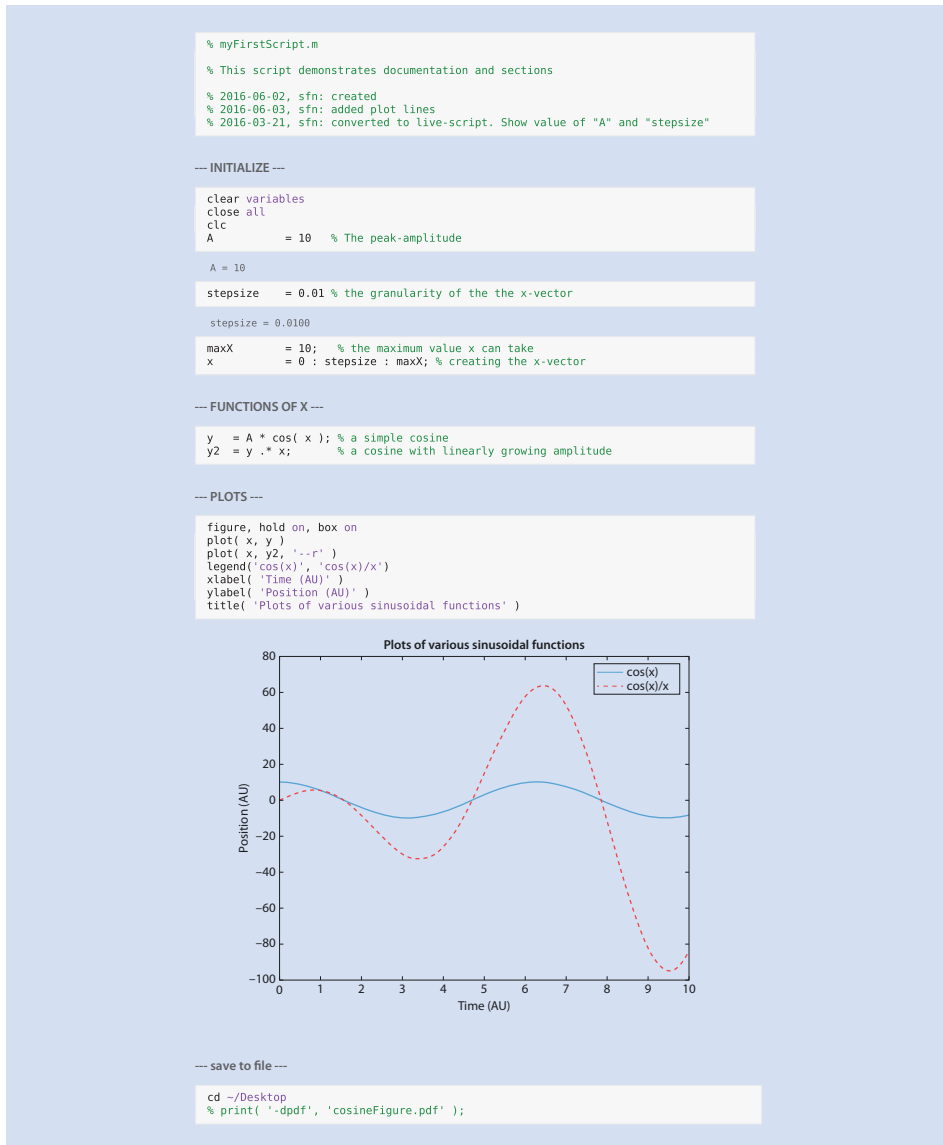 % myFirstScript.m
% This script demonstrates documentation and sections
% 2016-06-02, sfn: created
% 2016-06-03, sfn: added plot lines
% 2016-03-21, sfn: converted to live-script. Show value of "A" and "stepsize"
--- INITIALIZE ---
clear variables
close all
clc
A           = 10   % The peak-amplitude
A = 10
stepsize    = 0.01 % the granularity of the the x-vector
stepsize = 0.0100
maxX        = 10;   % the maximum value x can take
x           = 0 : stepsize : maxX; % creating the x-vector
--- FUNCTIONS OF X ---
y   = A * cos( x ); % a simple cosine
y2  = y .* x;       % a cosine with linearly growing amplitude
--- PLOTS ---
figure, hold on, box on
plot( x, y )
plot( x, y2, '--r' )
legend('cos(x)', 'cos(x)/x')
xlabel( 'Time (AU)' )
ylabel( 'Position (AU)' )
title( 'Plots of various sinusoidal functions' )
Plots of various sinusoidal functions
80
60
40
20
0
−20
−40
−60
−80
−100
Position (AU)
cos(x)
cos(x)/x
0 1 2 3 4 5 6 7 8 9 10
Time (AU)
--- save to file ---
cd ~/Desktop
% print( '-dpdf', 'cosineFigure.pdf' );